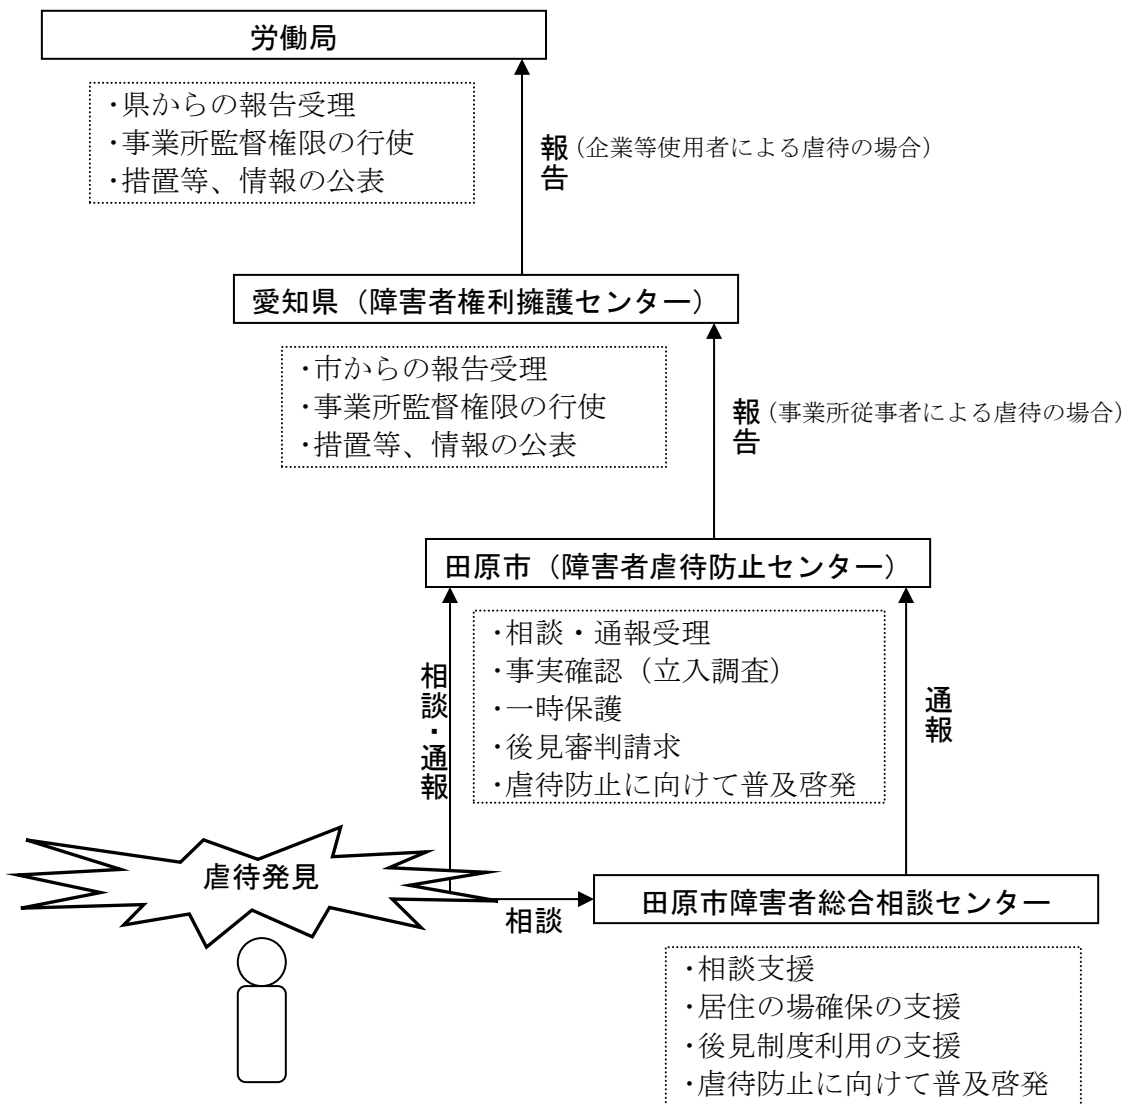 労働局
・県からの報告受理
・事業所監督権限の行使
・措置等、情報の公表
報告
（企業等使用者による虐待の場合）
愛知県（障害者権利擁護センター）
・市からの報告受理
・事業所監督権限の行使
・措置等、情報の公表
報告
（事業所従事者による虐待の場合）
田原市（障害者虐待防止センター）
・相談・通報受理
・事実確認（立入調査）
・一時保護
・後見審判請求
・虐待防止に向けて普及啓発
相談・通報
通報
虐待発見
相談
田原市障害者総合相談センター
・相談支援
・居住の場確保の支援
・後見制度利用の支援
・虐待防止に向けて普及啓発